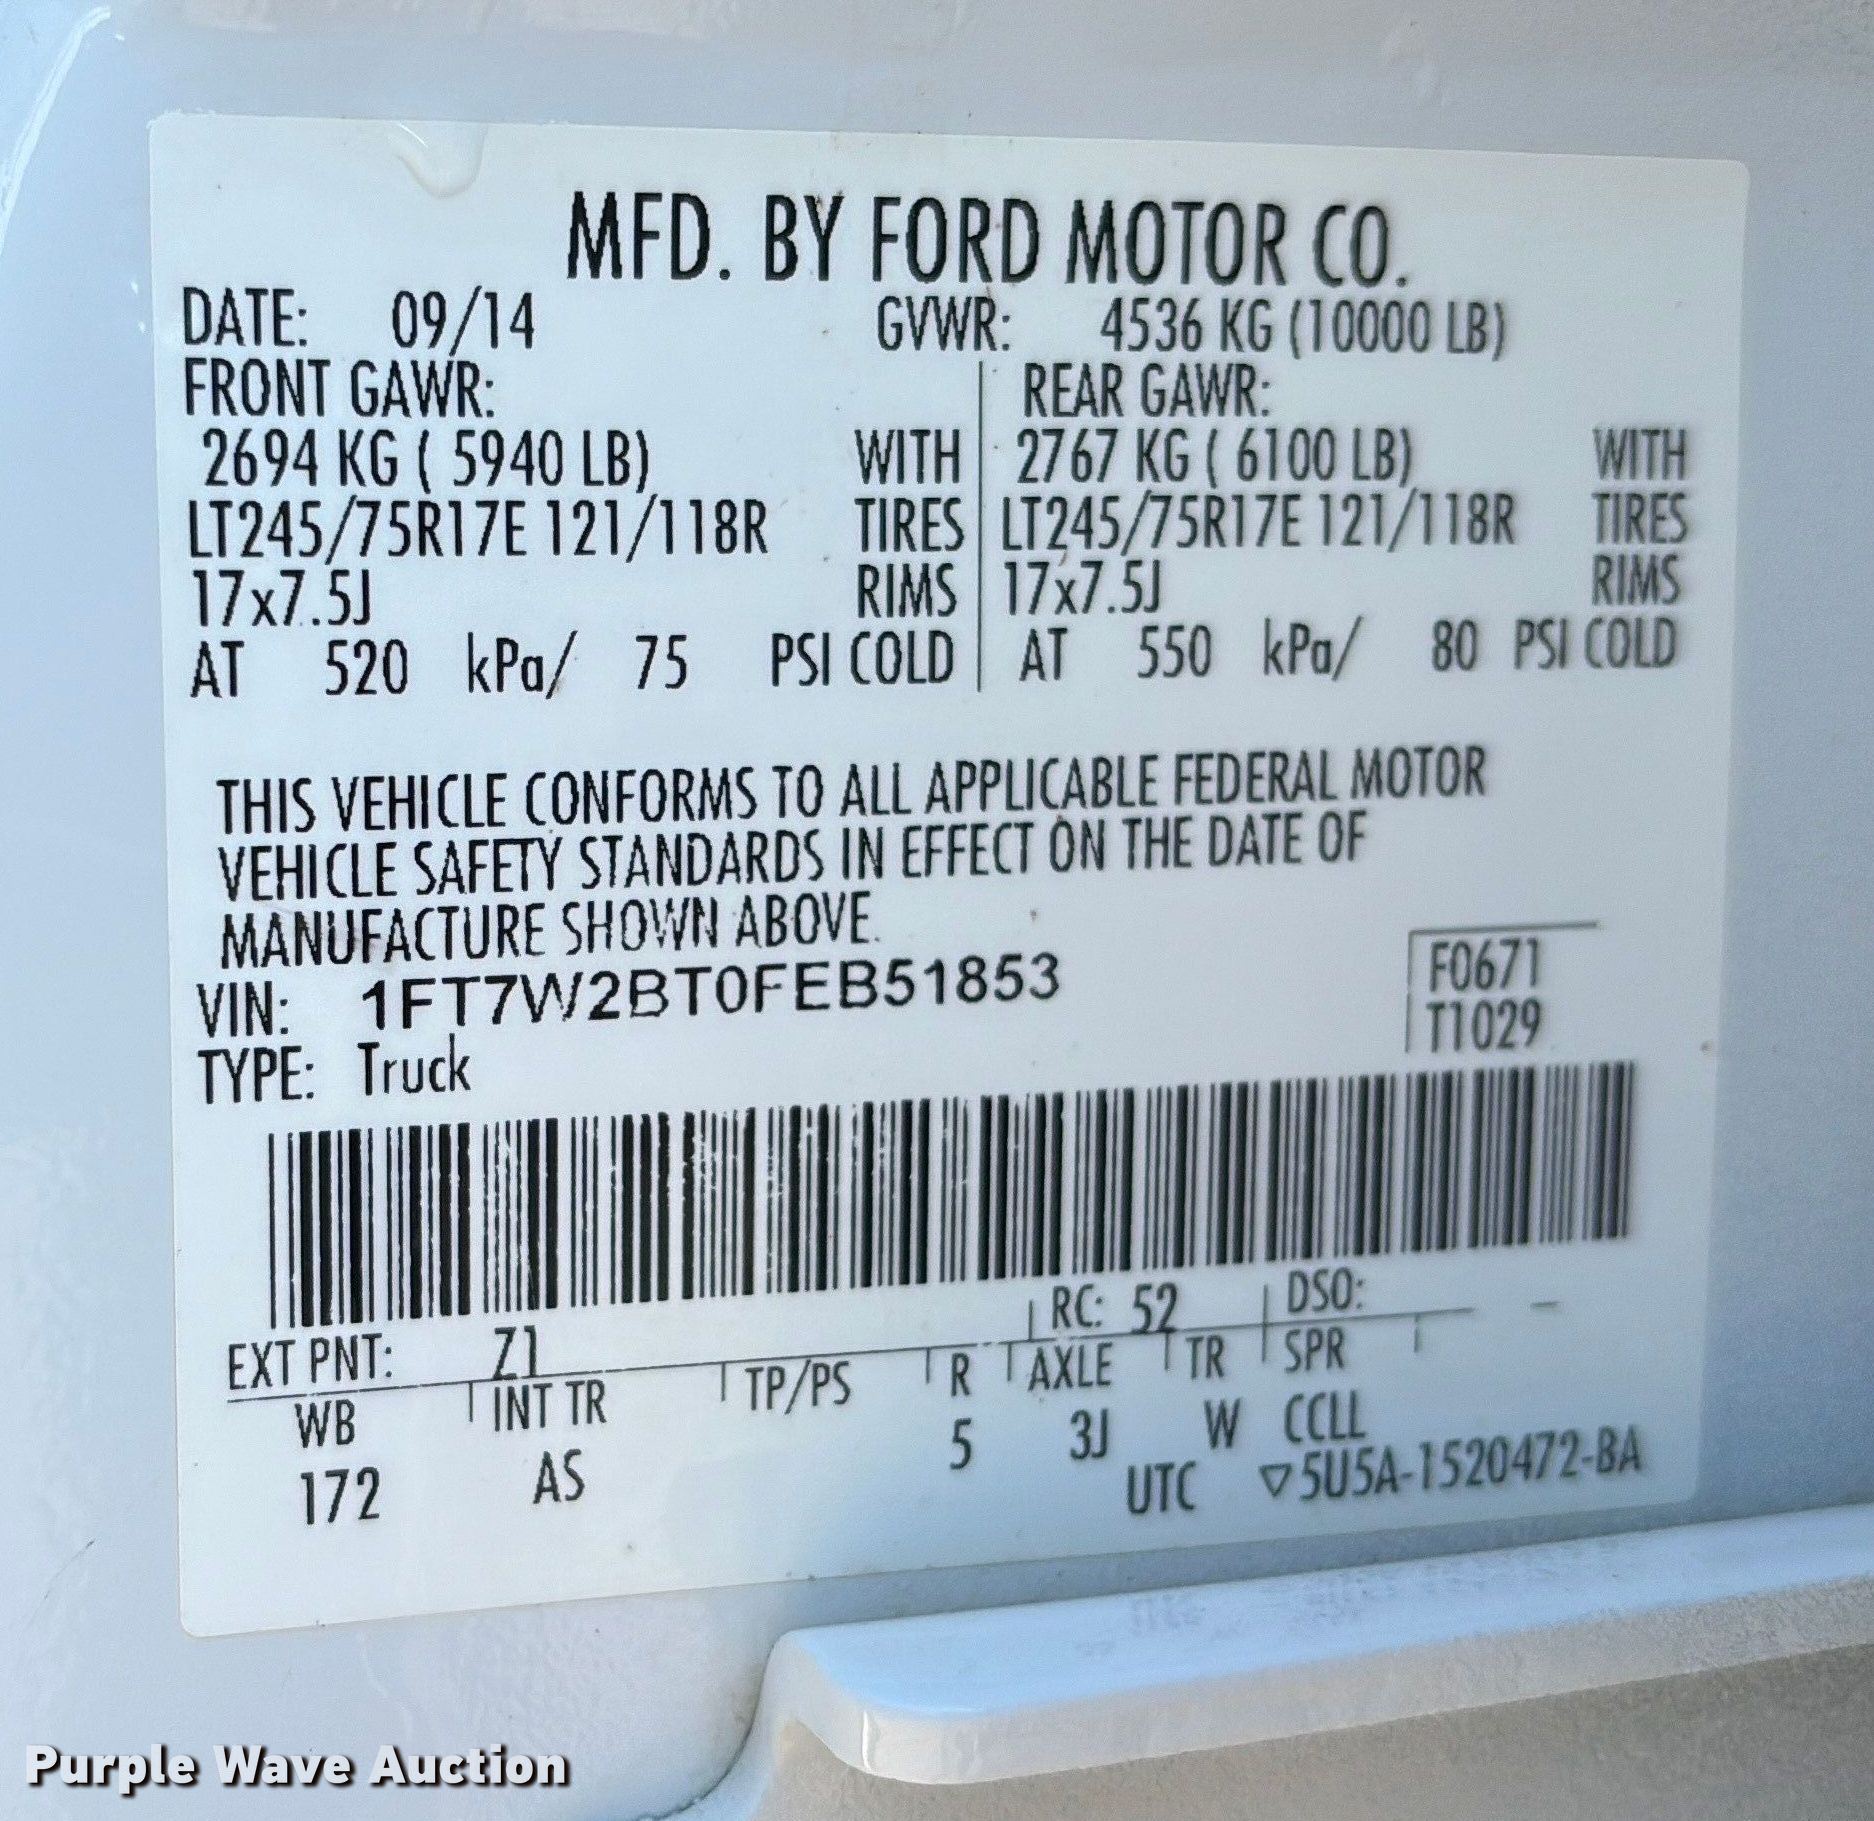 MFD. BY FORD MOTOR CO.
DATE: 09/14 GVWR: 4536 KG (10000 LB)
FRONT GAWR: REAR GAWR:
2694 KG ( 5940 LB) WITH 2767 KG ( 6100 LB) WITH
LT245/75R17E 121/118R TIRES LT245/75R17E 121/118R TIRES
17x7.5J RIMS 17x7.5J RIMS
AT 520 kPa/ 75 PSI COLD AT 550 kPa/ 80 PSI COLD
THIS VEHICLE CONFORMS TO ALL APPLICABLE FEDERAL MOTOR
VEHICLE SAFETY STANDARDS IN EFFECT ON THE DATE OF
MANUFACTURE SHOWN ABOVE.
VIN: 1FT7W2BT0FEB51853
F0671
TYPE: Truck
T1029
EXT PNT: Z1 RC: 52 DSO:
WB INT TR TP/PS R AXLE TR SPR
172 AS 5 3J W CCLL
UTC ▽5U5A-1520472-BA
Purple Wave Auction